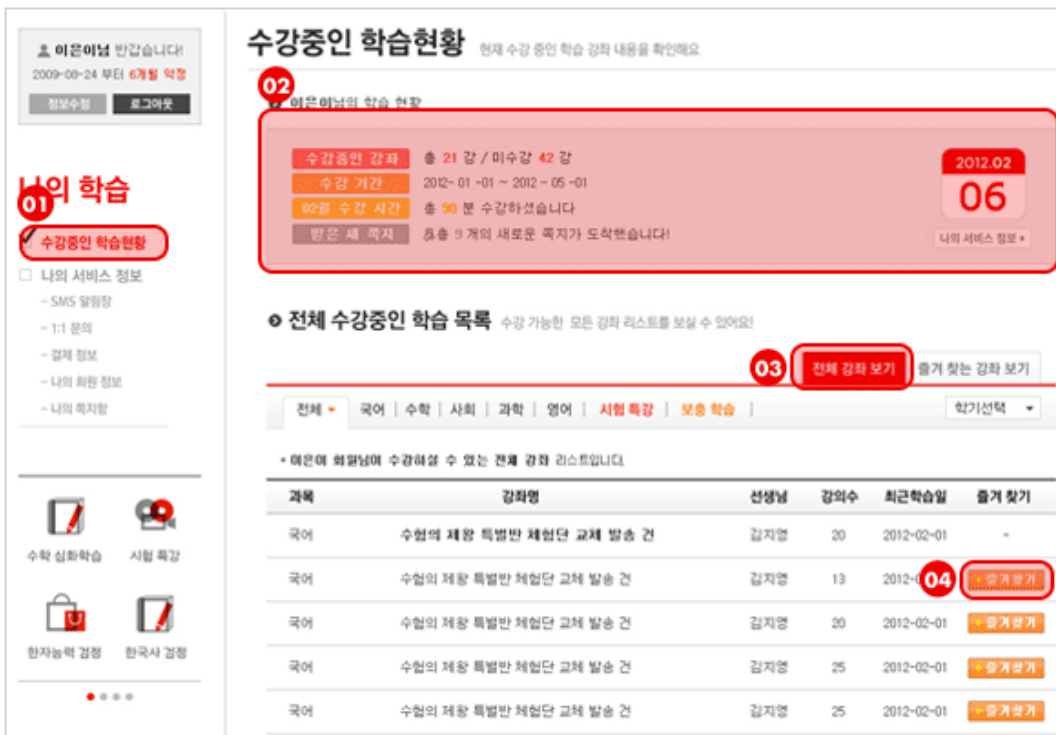 이은이님 반갑습니다!
2009-08-24 부터 6개월 약정
정보수정 로그아웃
나의 학습
01
수강중인 학습현황
나의 서비스 정보
- SMS 알림장
- 1:1 문의
- 결제 정보
- 나의 회원 정보
- 나의 쪽지함
수학 심화학습 시험 특강
한자능력 검정 한국사 검정
수강중인 학습현황 현재 수강 중인 학습 강좌 내용을 확인해요
02
이은이님의 학습 현황
수강중인 강좌 총 21 강 / 미수강 42 강
수강 기간 2012- 01 -01 ~ 2012 - 05 -01
02월 수강 시간 총 90 분 수강하셨습니다
받은 새 쪽지 총 9 개의 새로운 쪽지가 도착했습니다!
2012.02
06
나의 서비스 정보
전체 수강중인 학습 목록 수강 가능한 모든 강좌 리스트를 보실 수 있어요!
03 전체 강좌 보기 즐겨 찾는 강좌 보기
전체 국어 | 수학 | 사회 | 과학 | 영어 | 시험 특강 | 보충 학습 | 학기선택
• 이은이 회원님이 수강하실 수 있는 전체 강좌 리스트입니다.
과목 강좌명 선생님 강의수 최근학습일 즐겨 찾기
국어 수험의 제왕 특별반 체험단 교체 발송 건 김지영 20 2012-02-01 -
국어 수험의 제왕 특별반 체험단 교체 발송 건 김지영 13 2012- 04 +즐겨찾기
국어 수험의 제왕 특별반 체험단 교체 발송 건 김지영 20 2012-02-01 +즐겨찾기
국어 수험의 제왕 특별반 체험단 교체 발송 건 김지영 25 2012-02-01 +즐겨찾기
국어 수험의 제왕 특별반 체험단 교체 발송 건 김지영 25 2012-02-01 +즐겨찾기